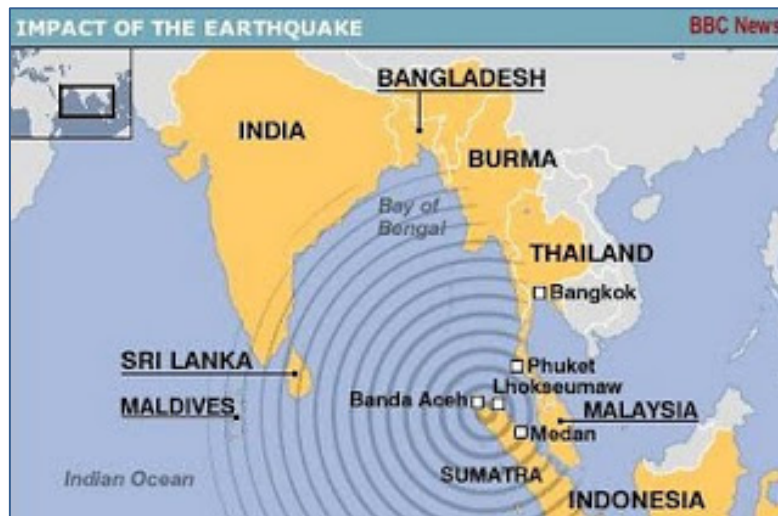 IMPACT OF THE EARTHQUAKE
BBC News
BANGLADESH
INDIA
BURMA
Bay of
Bengal
THAILAND
Bangkok
SRI LANKA
Phuket
Lhokseumaw
MALDIVES
Banda Aceh
MALAYSIA
Medan
Indian Ocean
SUMATRA
INDONESIA